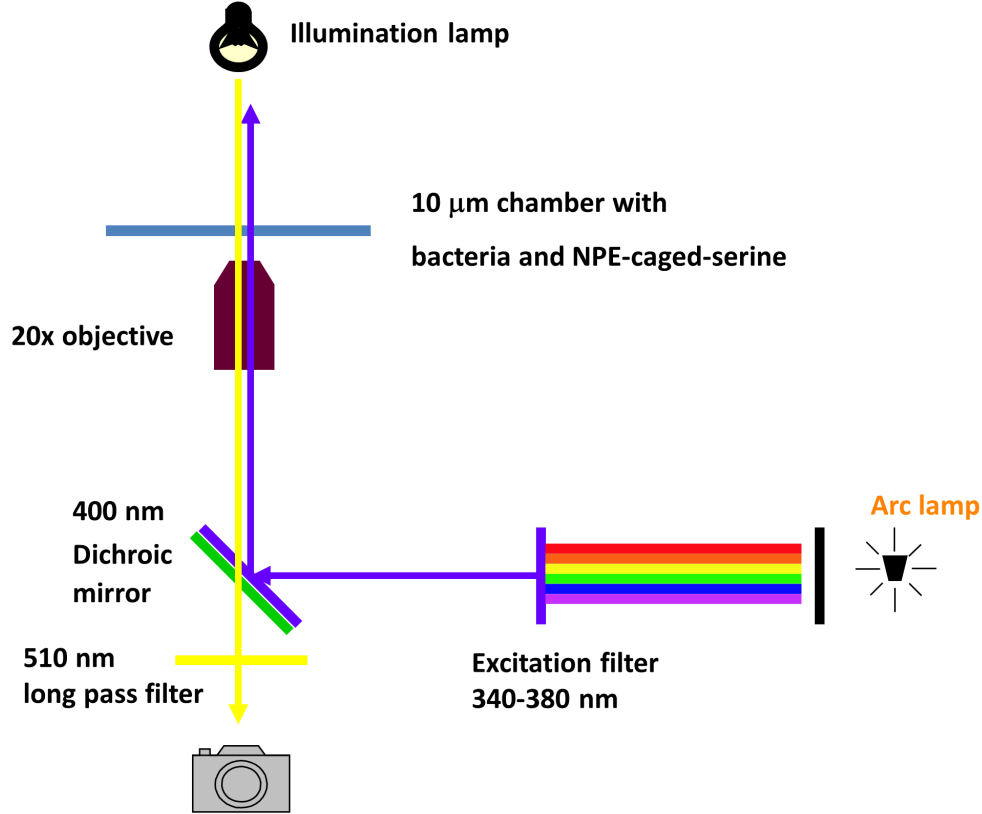 Illumination lamp
10 μm chamber with
bacteria and NPE-caged-serine
20x objective
400 nm
Dichroic
mirror
Arc lamp
510 nm
long pass filter
Excitation filter
340-380 nm